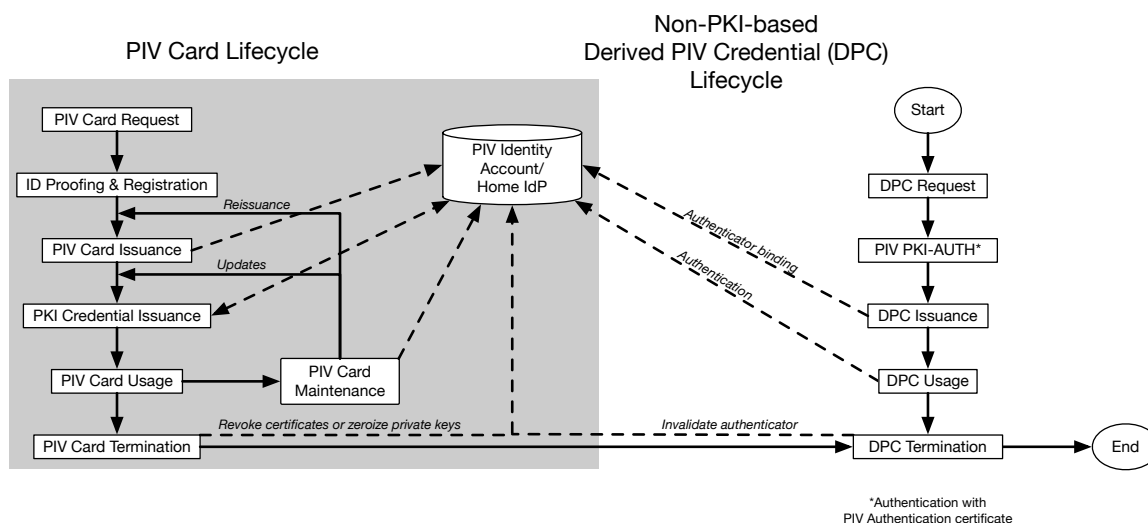 PIV Card Lifecycle
Non-PKI-based
Derived PIV Credential (DPC)
Lifecycle
PIV Card Request
Start
PIV Identity
Account/
Home IdP
ID Proofing & Registration
DPC Request
Reissuance
PIV Card Issuance
Authenticator binding
PIV PKI-AUTH*
Updates
Authentication
PKI Credential Issuance
DPC Issuance
PIV Card Usage
PIV Card
Maintenance
DPC Usage
Revoke certificates or zeroize private keys
Invalidate authenticator
PIV Card Termination
DPC Termination
End
*Authentication with
PIV Authentication certificate